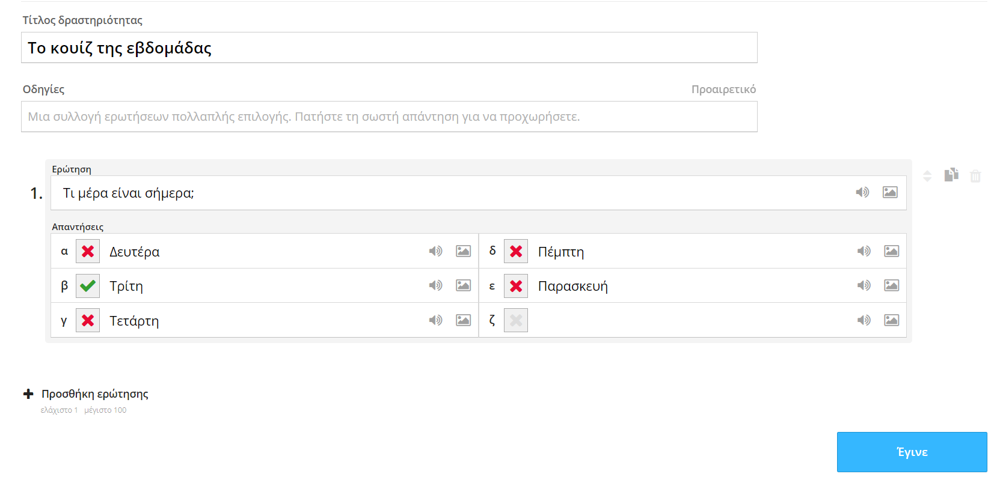 Τίτλος δραστηριότητας
Το κουίζ της εβδομάδας
Οδηγίες
Προαιρετικό
Μια συλλογή ερωτήσεων πολλαπλής επιλογής. Πατήστε τη σωστή απάντηση για να προχωρήσετε.
Ερώτηση
1. Τι μέρα είναι σήμερα;
Απαντήσεις
α Δευτέρα
β Τρίτη
γ Τετάρτη
δ Πέμπτη
ε Παρασκευή
ζ
Προσθήκη ερώτησης
ελάχιστο 1 μέγιστο 100
Έγινε